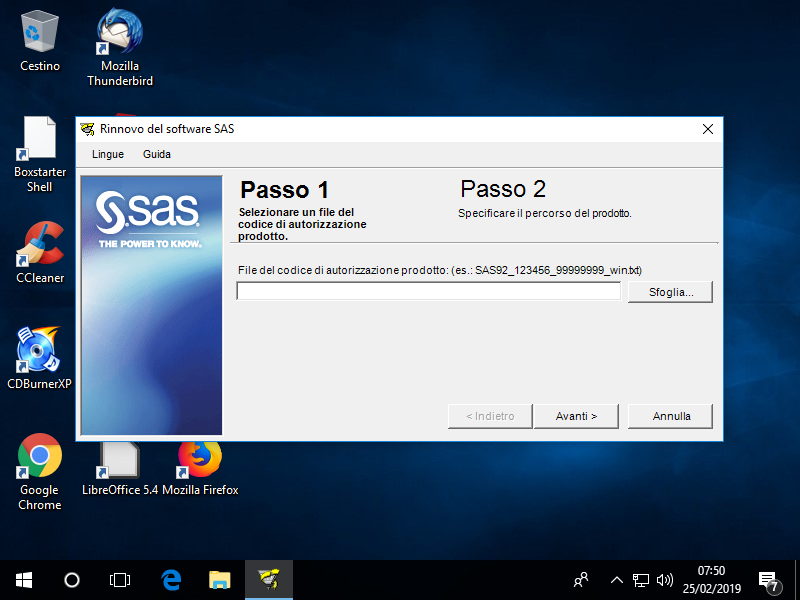 Cestino
Mozilla
Thunderbird
Boxstarter
Shell
CCleaner
CDBurnerXP
Google
Chrome
LibreOffice 5.4
Mozilla Firefox
Rinnovo del software SAS
Lingue
Guida
sas
THE POWER TO KNOW.
Passo 1
Selezionare un file del
codice di autorizzazione
prodotto.
Passo 2
Specificare il percorso del prodotto.
File del codice di autorizzazione prodotto: (es.: SAS92_123456_99999999_win.txt)
Sfoglia...
< Indietro
Avanti >
Annulla
07:50
25/02/2019
7